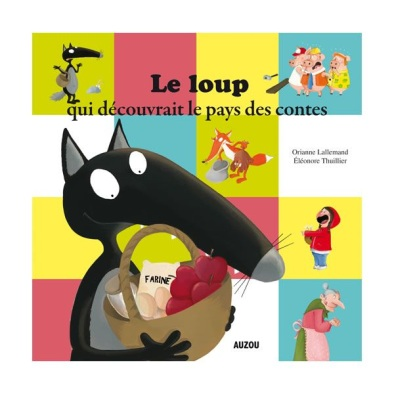 Le loup
qui découvrait le pays des contes
Orianne Lallemand
Éléonore Thuillier
FARINE
AUZOU